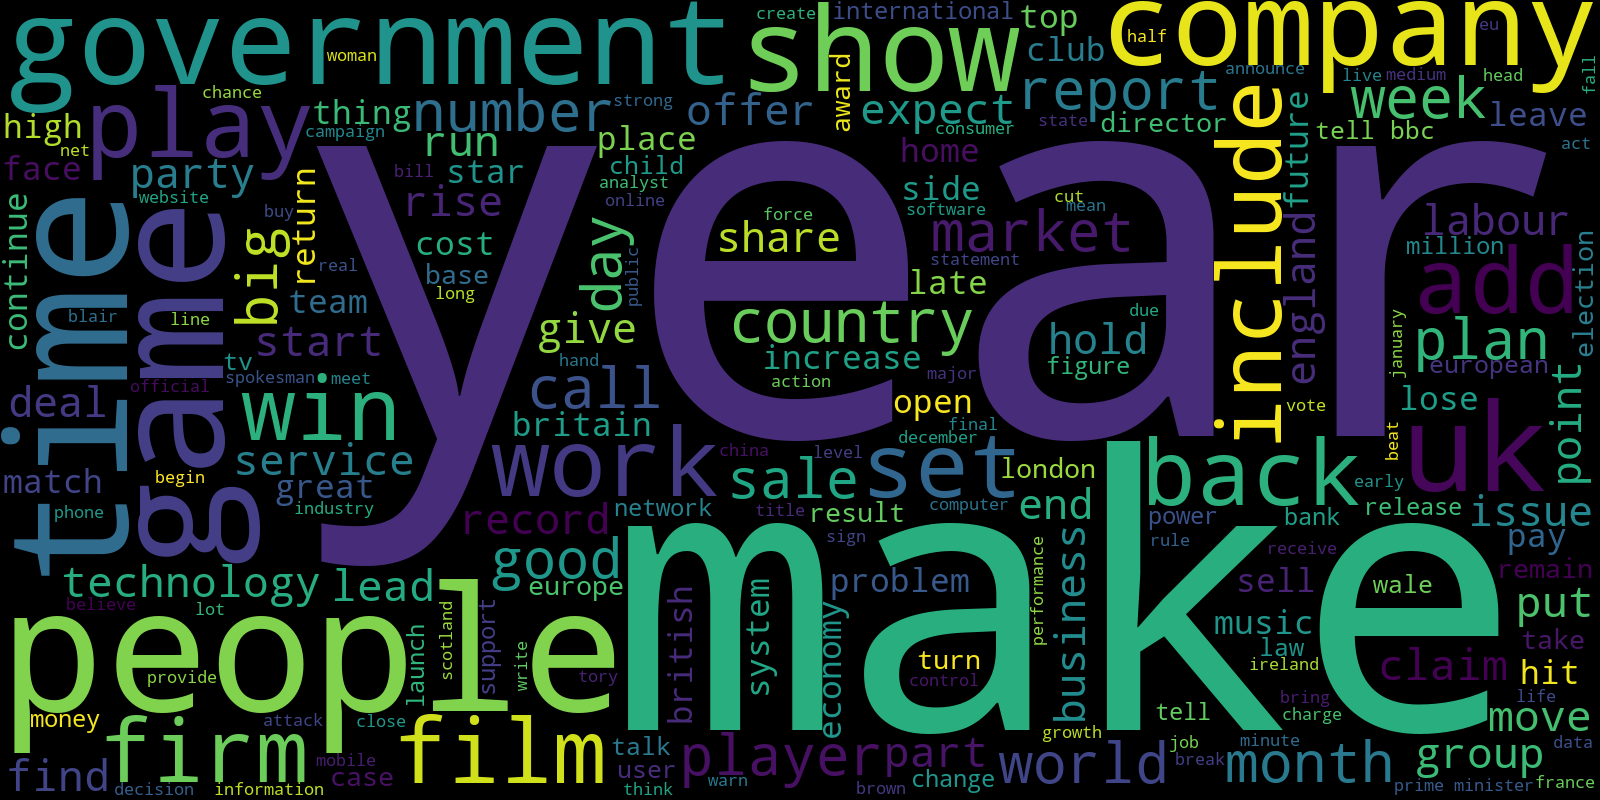 government
woman
show
create
international
top
company
half
eu
club
high
net
play
chance
thing
campaign
number
strong
offer
award
expect
consumer
report
state
announce
director
live
medium
head
week
tell bbc
leave
fall
act
face
party
website
run
star
bill
place
child
analyst
online
home
side
software
cut
mean
include
future
labour
million
election
continue
time
blair
game
line
big
buy
return
real
team
rise
cost
base
long
year
day
public
force
share
market
statement
late
country
increase
action
major
due
hold
figure
england
add
january
plan
european
start
tv
spokesman
meet
official
give
hand
call
britain
deal
win
open
final
december
vote
beat
uk
lose
point
match
phone
begin
service
great
industry
work
china
level
sale
set
london
back
early
record
network
title
result
sign
computer
end
power
rule
bank
release
issue
pay
technology
believe
lot
lead
good
europe
make
problem
performance
business
receive
sell
wale
remain
put
people
provide
launch
scotland
support
write
tory
british
system
economy
turn
control
music
law
ireland
bring
charge
claim
take
hit
life
money
attack
close
firm
film
talk
user
think
player
part
warn
brown
change
growth
world
tell
job
break
minute
month
group
move
data
find
decision
information
mobile
case
prime minister
france